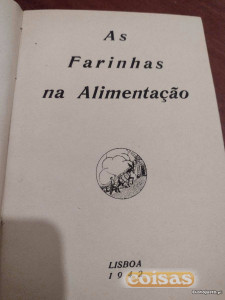 As
Farinhas
na Alimentação
LISBOA
coisas